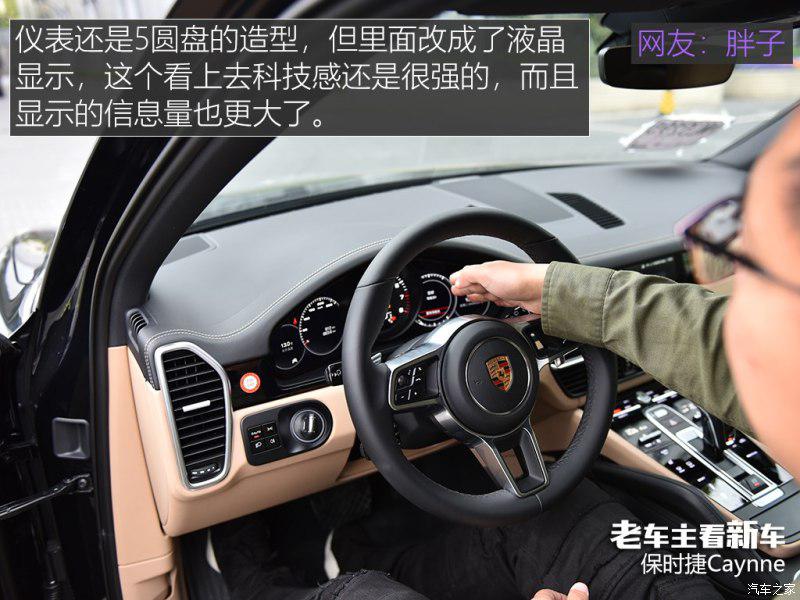 仪表还是5圆盘的造型，但里面改成了液晶
显示，这个看上去科技感还是很强的，而且
显示的信息量也更大了。
网友：胖子
老车主看新车
保时捷Caynne
汽车之家